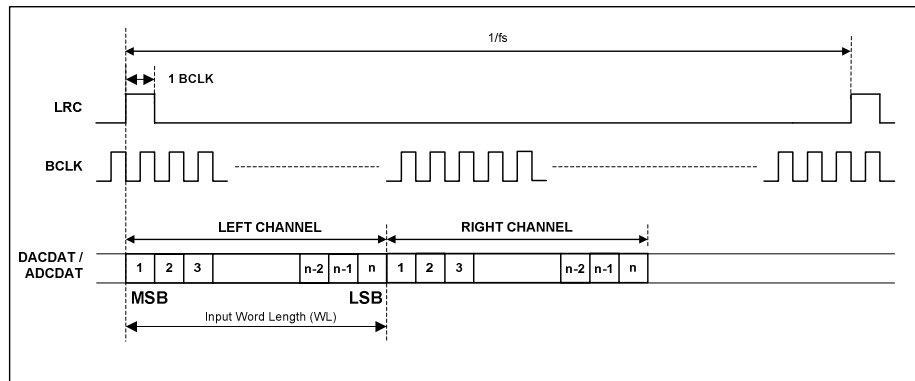 1/fs
1 BCLK
LRC
BCLK
LEFT CHANNEL RIGHT CHANNEL
DACDAT /
ADCDAT
1 2 3 n-2 n-1 n 1 2 3 n-2 n-1 n
MSB LSB
Input Word Length (WL)